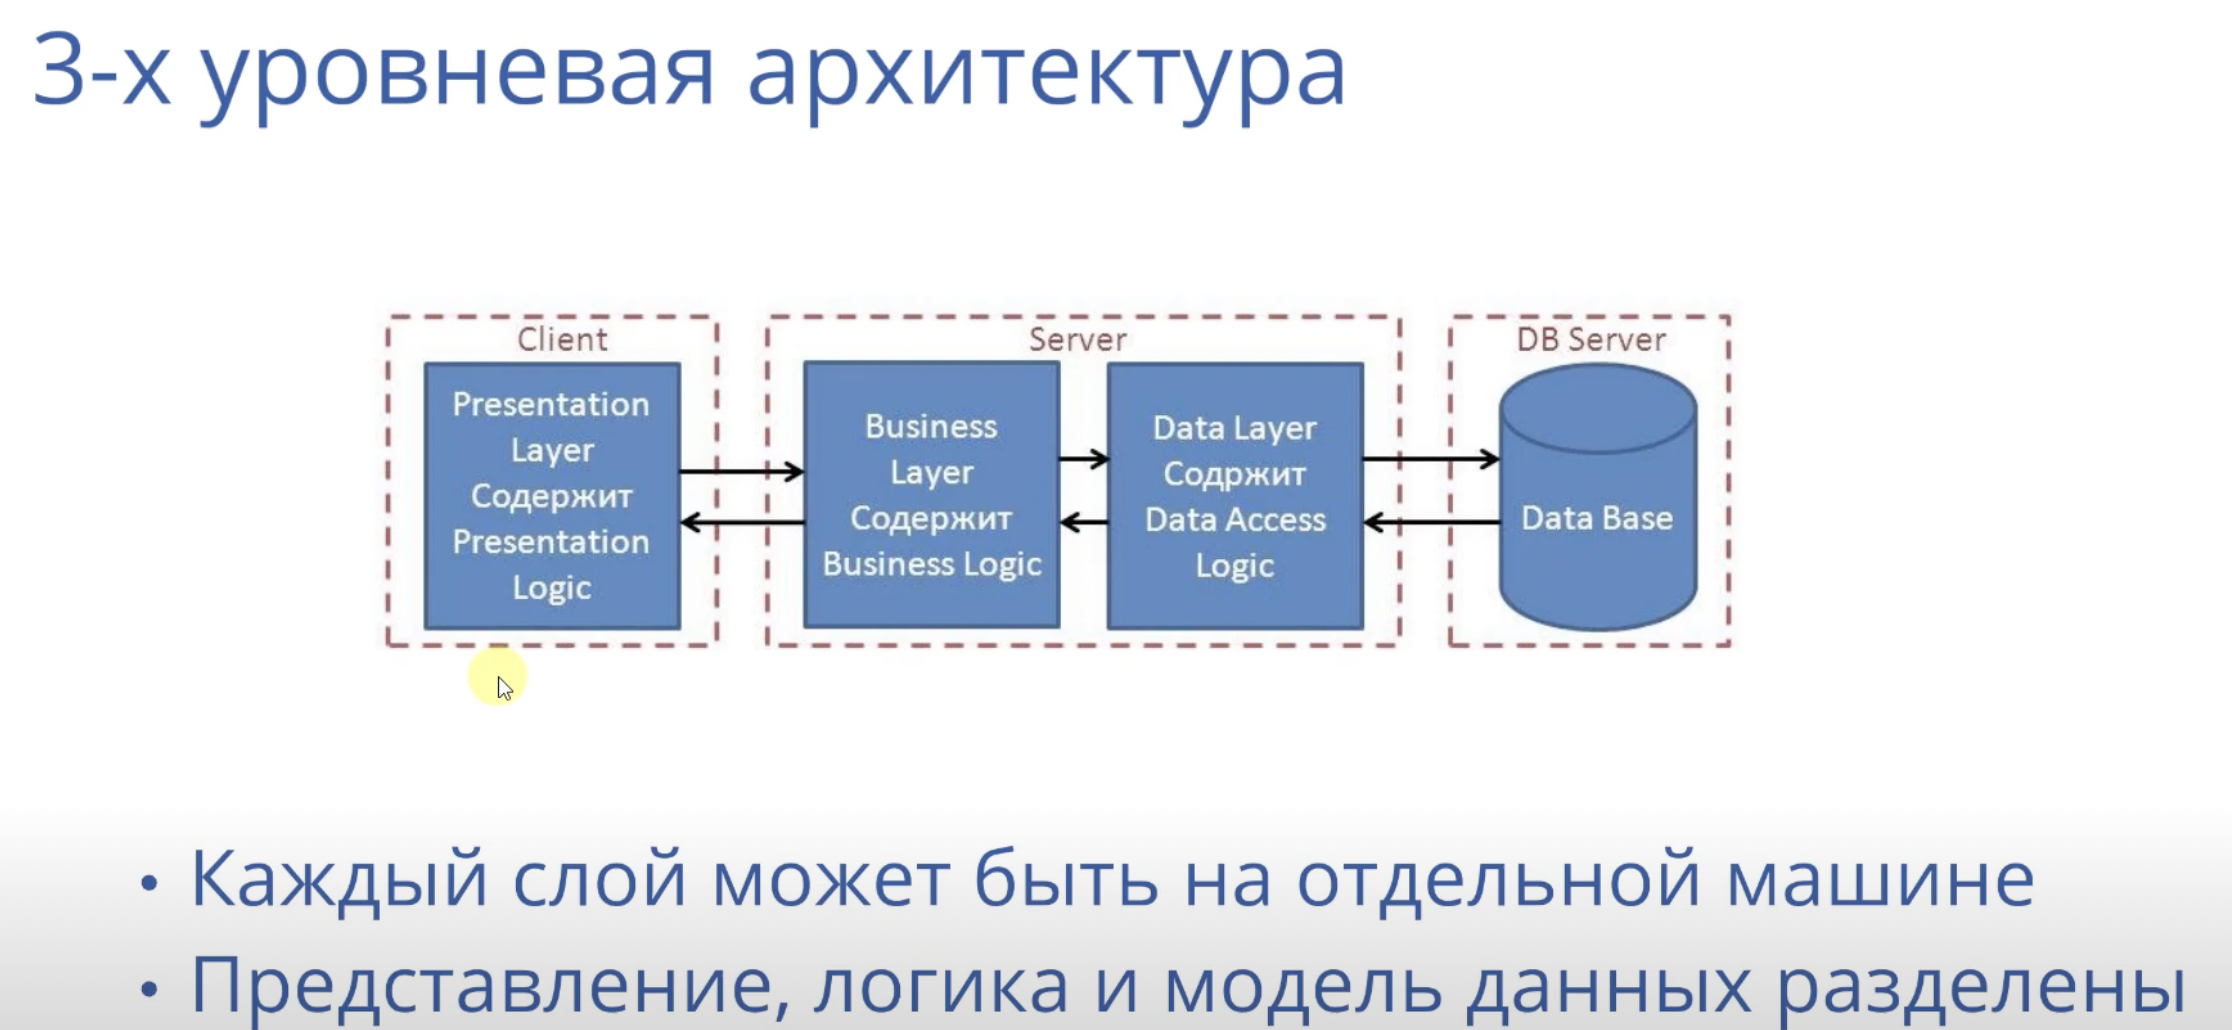 3-х уровневая архитектура
Client
Presentation
Layer
Содержит
Presentation
Logic
Server
Business
Layer
Содержит
Business Logic
Data Layer
Содржит
Data Access
Logic
DB Server
Data Base
• Каждый слой может быть на отдельной машине
• Представление, логика и модель данных разделены